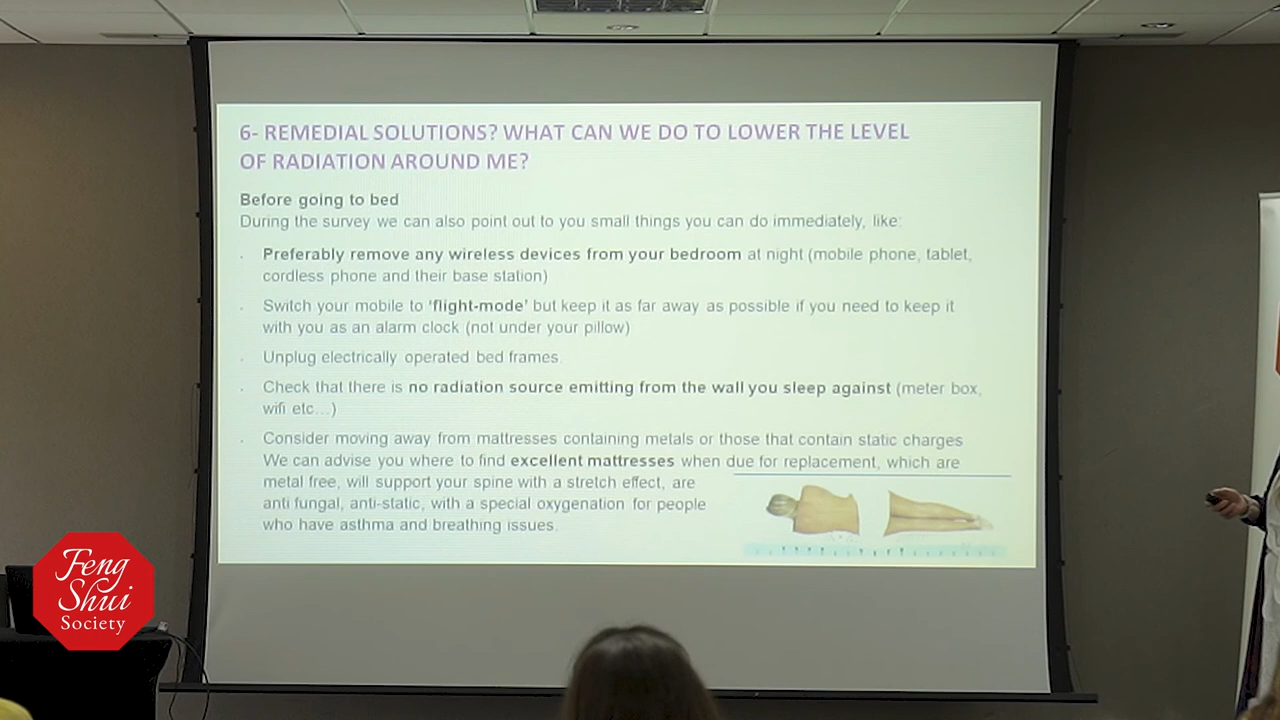 6- REMEDIAL SOLUTIONS? WHAT CAN WE DO TO LOWER THE LEVEL
OF RADIATION AROUND ME?
Before going to bed
During the survey we can also point out to you small things you can do immediately, like:
· Preferably remove any wireless devices from your bedroom at night (mobile phone, tablet,
cordless phone and their base station)
· Switch your mobile to ‘flight-mode’ but keep it as far away as possible if you need to keep it
with you as an alarm clock (not under your pillow)
· Unplug electrically operated bed frames.
· Check that there is no radiation source emitting from the wall you sleep against (meter box,
wifi etc...)
· Consider moving away from mattresses containing metals or those that contain static charges
We can advise you where to find excellent mattresses when due for replacement, which are
metal free, will support your spine with a stretch effect, are
anti fungal, anti-static, with a special oxygenation for people
who have asthma and breathing issues.
Feng
Shui
Society